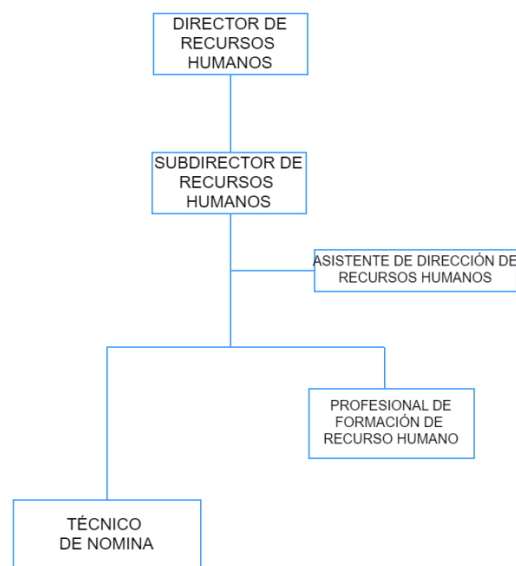 DIRECTOR DE
RECURSOS
HUMANOS
SUBDIRECTOR DE
RECURSOS
HUMANOS
ASISTENTE DE DIRECCIÓN DE
RECURSOS HUMANOS
PROFESIONAL DE
FORMACIÓN DE
RECURSO HUMANO
TÉCNICO
DE NOMINA